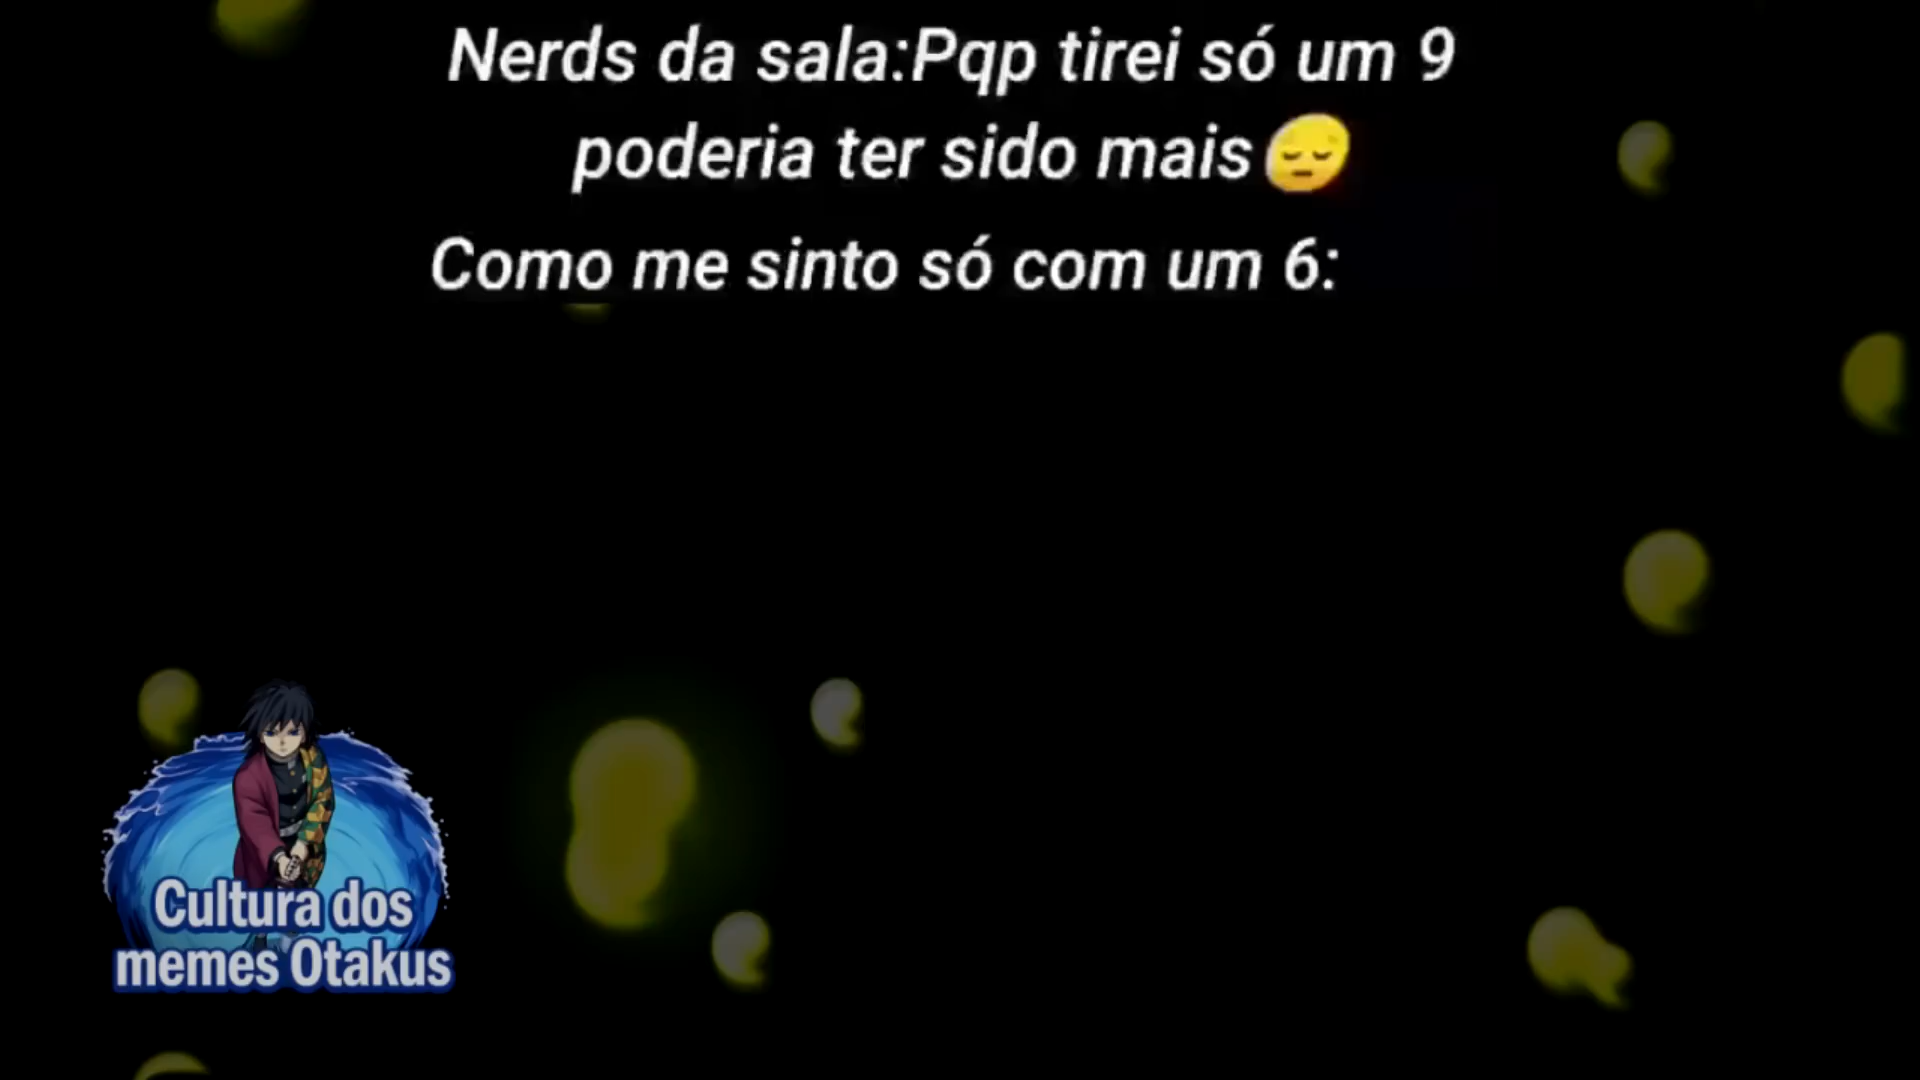 Nerds da sala:Pqp tirei só um 9
poderia ter sido mais😔
Como me sinto só com um 6:
Cultura dos
memes Otakus